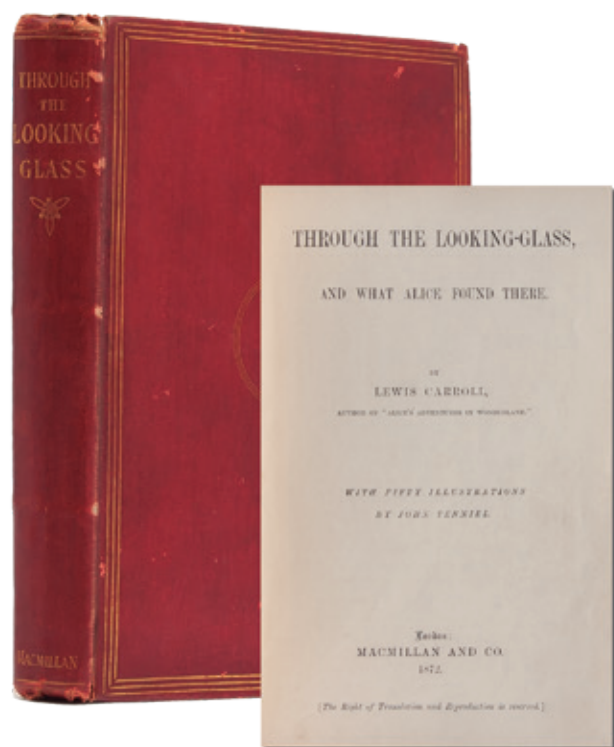 THROUGH
THE
LOOKING
GLASS
MACMILLAN
THROUGH THE LOOKING-GLASS,
AND WHAT ALICE FOUND THERE.
BY
LEWIS CARROLL,
AUTHOR OF "ALICE'S ADVENTURES IN WONDERLAND."
WITH FIFTY ILLUSTRATIONS
BY JOHN TENNIEL
London:
MACMILLAN AND CO.
1872.
[The Right of Translation and Reproduction is reserved.]